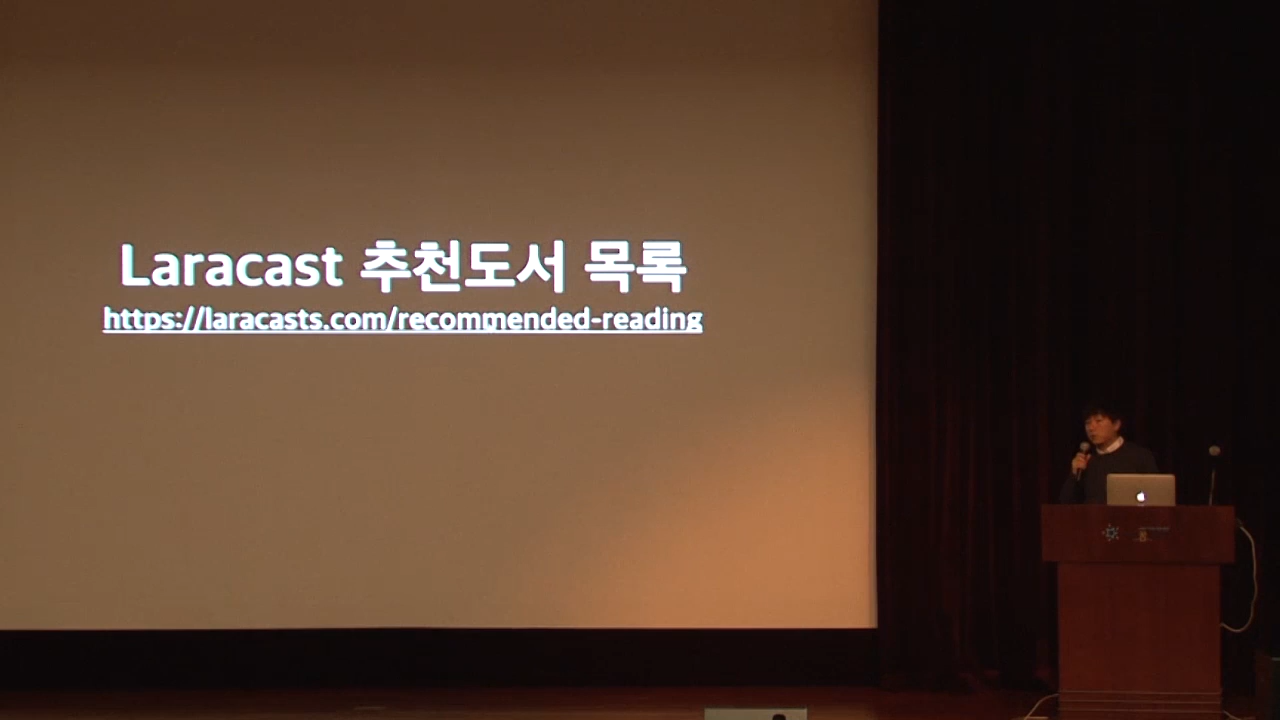 Laracast 추천도서 목록
https://laracasts.com/recommended-reading